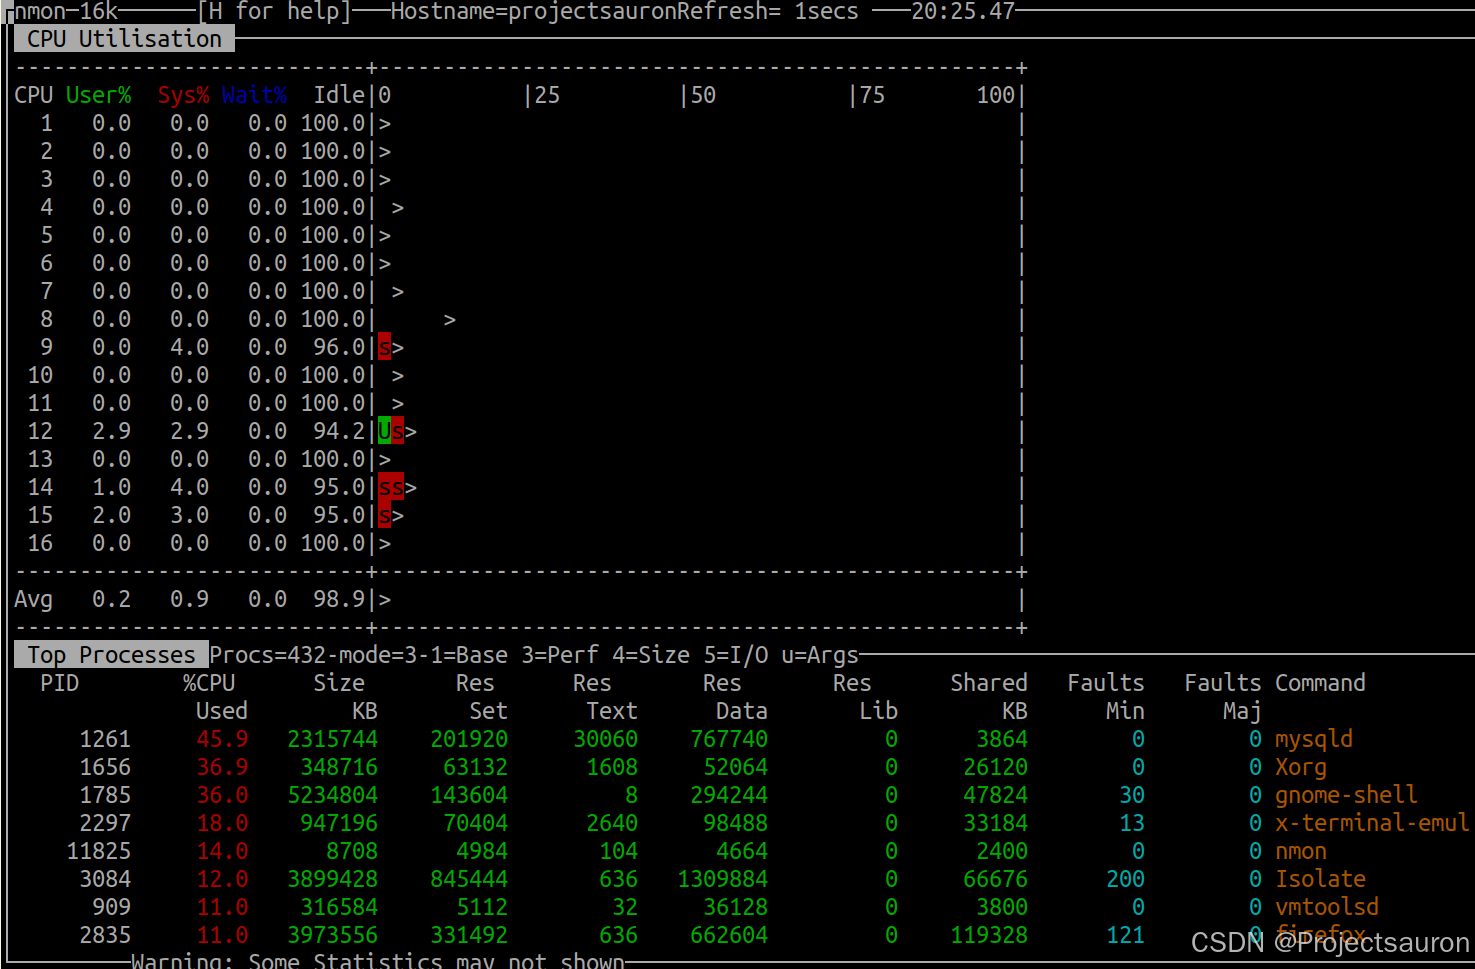 nmon─16k──────[H for help]───Hostname=projectsauronRefresh= 1secs ───20:25.47
CPU Utilisation
---------------------------+-------------------------------------------------+
CPU User% Sys% Wait% Idle|0 |25 |50 |75 100|
1 0.0 0.0 0.0 100.0|> |
2 0.0 0.0 0.0 100.0|> |
3 0.0 0.0 0.0 100.0|> |
4 0.0 0.0 0.0 100.0| > |
5 0.0 0.0 0.0 100.0|> |
6 0.0 0.0 0.0 100.0|> |
7 0.0 0.0 0.0 100.0| > |
8 0.0 0.0 0.0 100.0| > |
9 0.0 4.0 0.0 96.0|s> |
10 0.0 0.0 0.0 100.0| > |
11 0.0 0.0 0.0 100.0| > |
12 2.9 2.9 0.0 94.2|Us> |
13 0.0 0.0 0.0 100.0|> |
14 1.0 4.0 0.0 95.0|ss> |
15 2.0 3.0 0.0 95.0|s> |
16 0.0 0.0 0.0 100.0|> |
---------------------------+-------------------------------------------------+
Avg 0.2 0.9 0.0 98.9|> |
---------------------------+-------------------------------------------------+
Top Processes Procs=432-mode=3-1=Base 3=Perf 4=Size 5=I/O u=Args
PID %CPU Size Res Res Res Res Shared Faults Faults Command
Used KB Set Text Data Lib KB Min Maj
1261 45.9 2315744 201920 30060 767740 0 3864 0 0 mysqld
1656 36.9 348716 63132 1608 52064 0 26120 0 0 Xorg
1785 36.0 5234804 143604 8 294244 0 47824 30 0 gnome-shell
2297 18.0 947196 70404 2640 98488 0 33184 13 0 x-terminal-emul
11825 14.0 8708 4984 104 4664 0 2400 0 0 nmon
3084 12.0 3899428 845444 636 1309884 0 66676 200 0 Isolate
909 11.0 316584 5112 32 36128 0 3800 0 0 vmtoolsd
2835 11.0 3973556 331492 636 662604 0 119328 121 0 firefox
CSDN @Projectsauron
Warning: Some Statistics may not shown